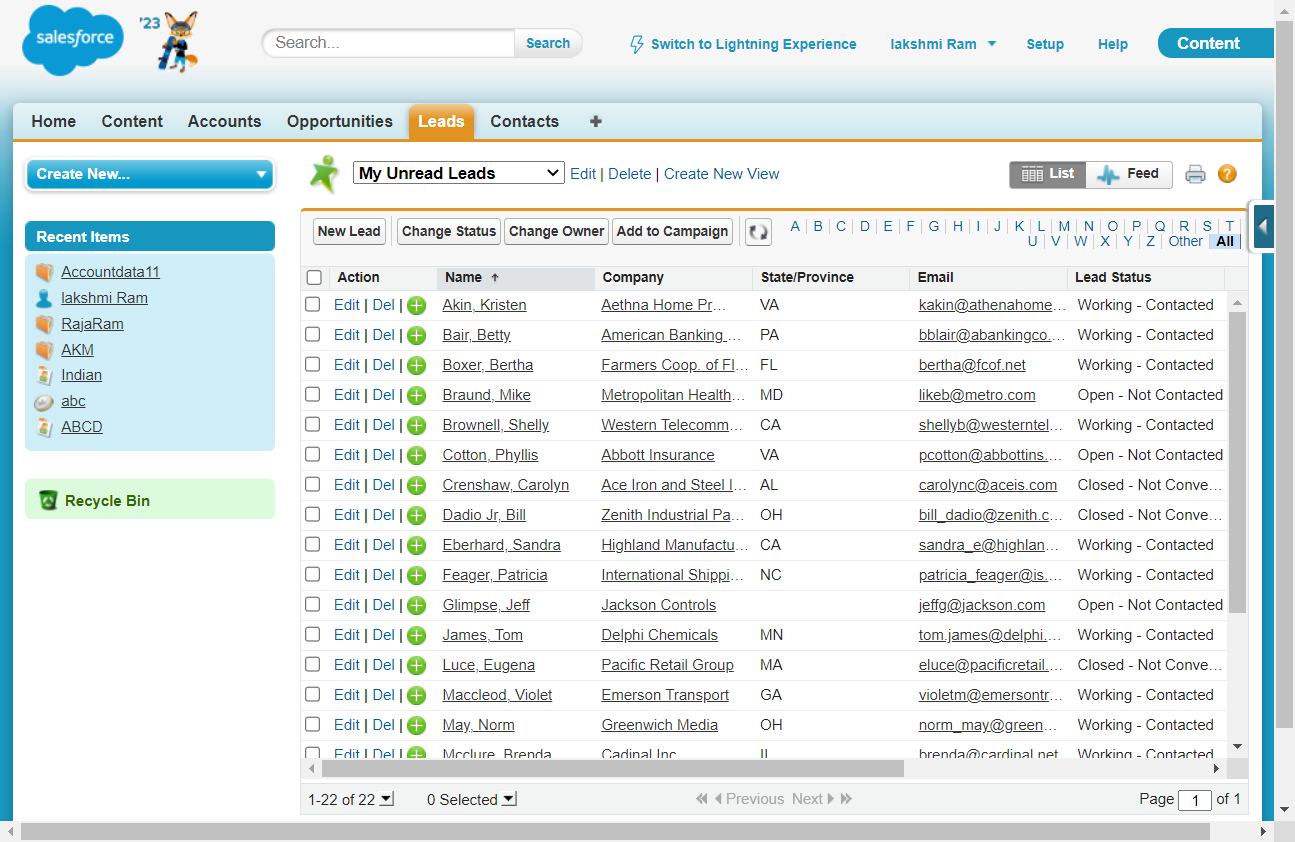 salesforce
'23
Search...
Search
Switch to Lightning Experience
lakshmi Ram
Setup
Help
Content
Home
Content
Accounts
Opportunities
Leads
Contacts
Create New...
Recent Items
Accountdata11
lakshmi Ram
RajaRam
AKM
Indian
abc
ABCD
Recycle Bin
My Unread Leads
Edit | Delete | Create New View
List
Feed
New Lead
Change Status
Change Owner
Add to Campaign
A | B | C | D | E | F | G | H | I | J | K | L | M | N | O | P | Q | R | S | T |
U | V | W | X | Y | Z | Other | All
Action Name Company State/Province Email Lead Status
Edit | Del | Akin, Kristen Aethna Home Pr... VA kakin@athenahome... Working - Contacted
Edit | Del | Bair, Betty American Banking ... PA bblair@abankingco.... Working - Contacted
Edit | Del | Boxer, Bertha Farmers Coop. of Fl... FL bertha@fcof.net Working - Contacted
Edit | Del | Braund, Mike Metropolitan Health... MD likeb@metro.com Open - Not Contacted
Edit | Del | Brownell, Shelly Western Telecomm... CA shellyb@westerntel... Working - Contacted
Edit | Del | Cotton, Phyllis Abbott Insurance VA pcotton@abbottins.... Open - Not Contacted
Edit | Del | Crenshaw, Carolyn Ace Iron and Steel I... AL carolync@aceis.com Closed - Not Conve...
Edit | Del | Dadio Jr, Bill Zenith Industrial Pa... OH bill_dadio@zenith.c... Closed - Not Conve...
Edit | Del | Eberhard, Sandra Highland Manufactu... CA sandra_e@highlan... Working - Contacted
Edit | Del | Feager, Patricia International Shippi... NC patricia_feager@is.... Working - Contacted
Edit | Del | Glimpse, Jeff Jackson Controls jeffg@jackson.com Open - Not Contacted
Edit | Del | James, Tom Delphi Chemicals MN tom.james@delphi.... Working - Contacted
Edit | Del | Luce, Eugena Pacific Retail Group MA eluce@pacificretail.... Closed - Not Conve...
Edit | Del | Maccleod, Violet Emerson Transport GA violetm@emersontr... Working - Contacted
Edit | Del | May, Norm Greenwich Media OH norm_may@green... Working - Contacted
Edit | Del | Mcclure, Brenda Cadinal Inc. IL brenda@cardinal.net Working - Contacted
1-22 of 22
0 Selected
Previous Next
Page 1 of 1